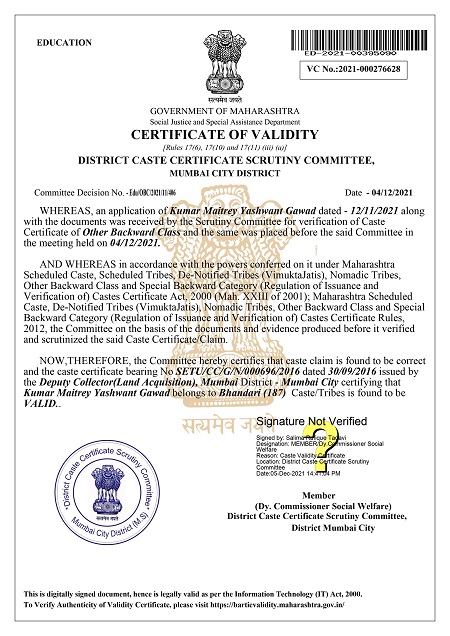 EDUCATION
ED-2021-00395090
VC No.:2021-000276628
सत्यमेव जयते
GOVERNMENT OF MAHARASHTRA
Social Justice and Special Assistance Department
CERTIFICATE OF VALIDITY
[Rules 17(6), 17(10) and 17(11) (iii) (a)]
DISTRICT CASTE CERTIFICATE SCRUTINY COMMITTEE,
MUMBAI CITY DISTRICT
Committee Decision No. -Edu/OBC/2021/11/406
Date - 04/12/2021
WHEREAS, an application of Kumar Maitrey Yashwant Gawad dated - 12/11/2021 along
with the documents was received by the Scrutiny Committee for verification of Caste
Certificate of Other Backward Class and the same was placed before the said Committee in
the meeting held on 04/12/2021.
AND WHEREAS in accordance with the powers conferred on it under Maharashtra
Scheduled Caste, Scheduled Tribes, De-Notified Tribes (VimuktaJatis), Nomadic Tribes,
Other Backward Class and Special Backward Category (Regulation of Issuance and
Verification of) Castes Certificate Act, 2000 (Mah. XXIII of 2001); Maharashtra Scheduled
Caste, De-Notified Tribes (VimuktaJatis), Nomadic Tribes, Other Backward Class and Special
Backward Category (Regulation of Issuance and Verification of) Castes Certificate Rules,
2012, the Committee on the basis of the documents and evidence produced before it verified
and scrutinized the said Caste Certificate/Claim.
NOW,THEREFORE, the Committee hereby certifies that caste claim is found to be correct
and the caste certificate bearing No SETU/CC/G/N/000696/2016 dated 30/09/2016 issued by
the Deputy Collector(Land Acquisition), Mumbai District - Mumbai City certifying that
Kumar Maitrey Yashwant Gawad belongs to Bhandari (187) Caste/Tribes is found to be
VALID..
सत्यमेव जयते
Signature Not Verified
Signed by: Salima Rafique Tadavi
Designation: MEMBER/Dy.Commissioner Social
Welfare
Reason: Caste Validity Certificate
Location: District Caste Certificate Scrutiny
Committee
Date:05-Dec-2021 14:41:04 PM
?
District Caste Certificate Scrutiny Committee
Mumbai City District (M.S)
Member
(Dy. Commissioner Social Welfare)
District Caste Certificate Scrutiny Committee,
District Mumbai City
This is digitally signed document, hence is legally valid as per the Information Technology (IT) Act, 2000.
To Verify Authenticity of Validity Certificate, please visit https://bartievalidity.maharashtra.gov.in/